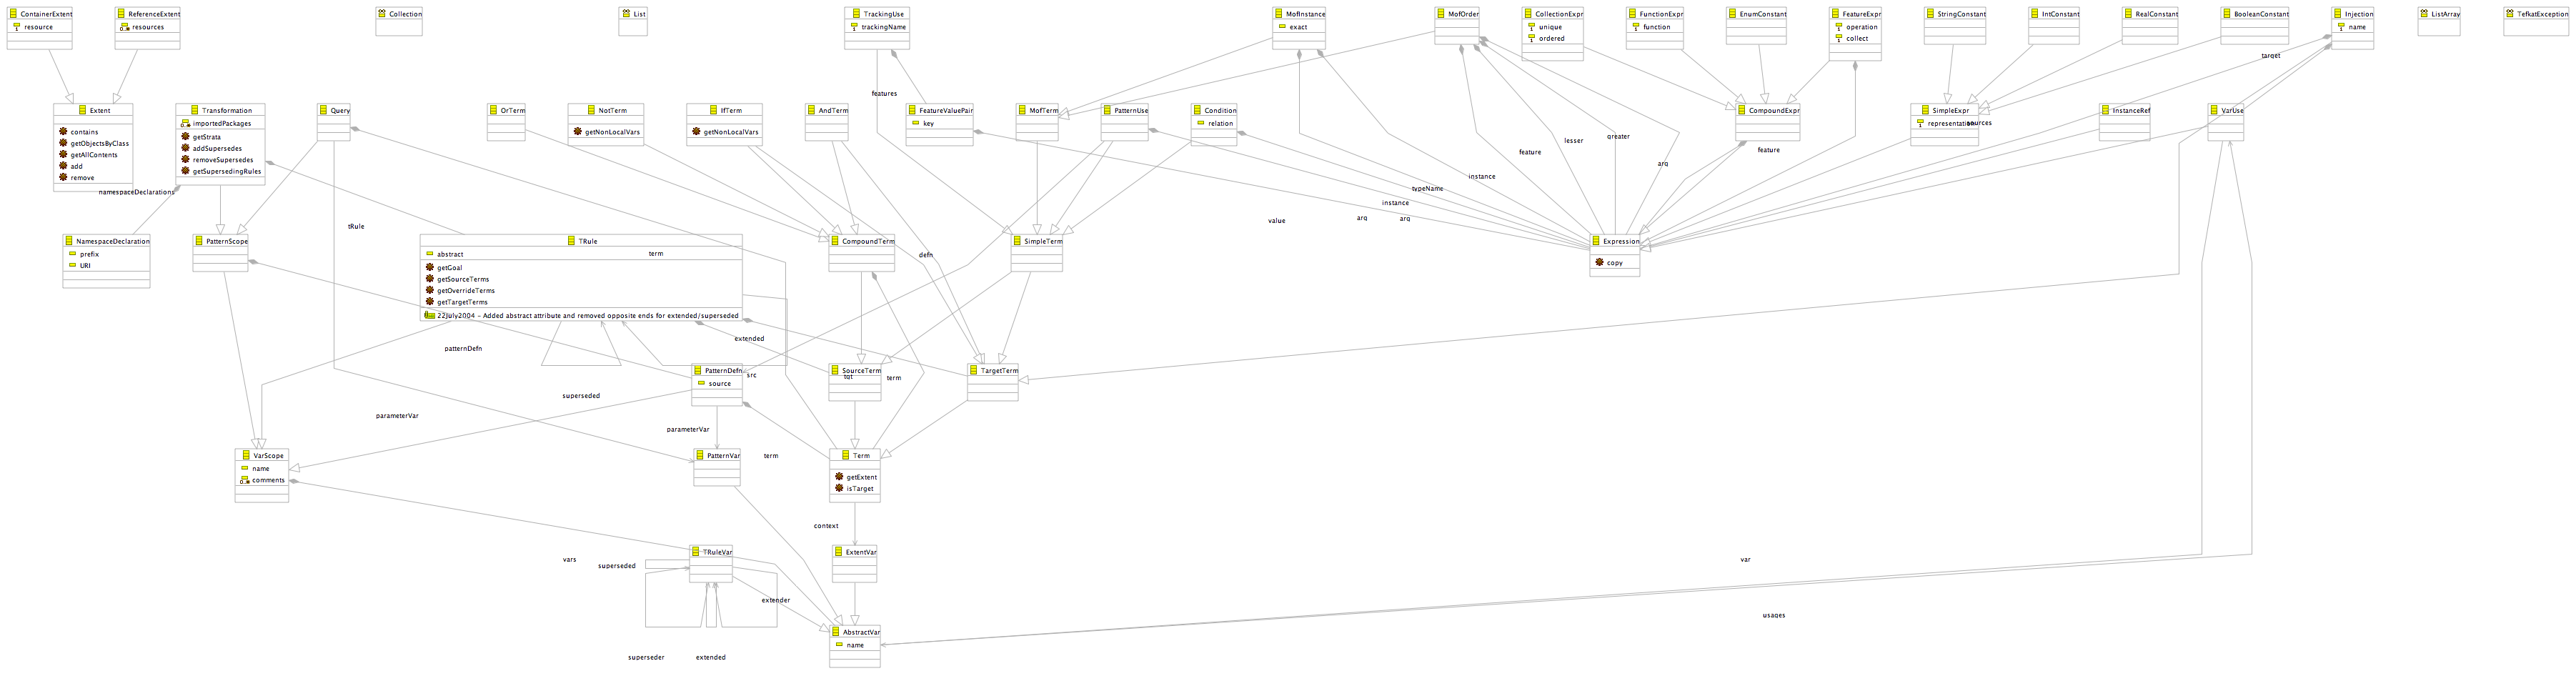 ContainerExtent
resource
ReferenceExtent
resources
Collection
List
TrackingUse
trackingName
MofInstance
exact
MofOrder
CollectionExpr
unique
ordered
FunctionExpr
function
EnumConstant
FeatureExpr
operation
collect
StringConstant
IntConstant
RealConstant
BooleanConstant
Injection
name
ListArray
TefkatException
target
features
Extent
contains
getObjectsByClass
getAllContents
add
remove
Transformation
importedPackages
getStrata
addSupersedes
removeSupersedes
getSupersedingRules
Query
OrTerm
NotTerm
getNonLocalVars
IfTerm
getNonLocalVars
AndTerm
FeatureValuePair
key
MofTerm
PatternUse
Condition
relation
CompoundExpr
SimpleExpr
representation
sources
InstanceRef
VarUse
greater
lesser
feature
feature
arg
instance
typeName
instance
arg
arg
value
namespaceDeclarations
tRule
NamespaceDeclaration
prefix
URI
PatternScope
TRule
abstract
term
getGoal
getSourceTerms
getOverrideTerms
getTargetTerms
22July2004 - Added abstract attribute and removed opposite ends for extended/superseded
CompoundTerm
defn
SimpleTerm
Expression
copy
extended
patternDefn
PatternDefn
source
src
SourceTerm
tgt
term
TargetTerm
superseded
parameterVar
parameterVar
VarScope
name
comments
PatternVar
term
Term
getExtent
isTarget
context
vars
superseded
TRuleVar
ExtentVar
var
extender
usages
AbstractVar
name
superseder
extended